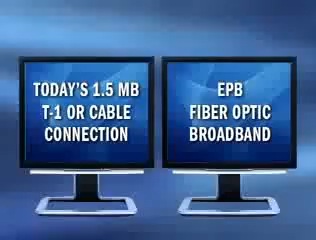 TODAY'S 1.5 MB
T-1 OR CABLE
CONNECTION
EPB
FIBER OPTIC
BROADBAND